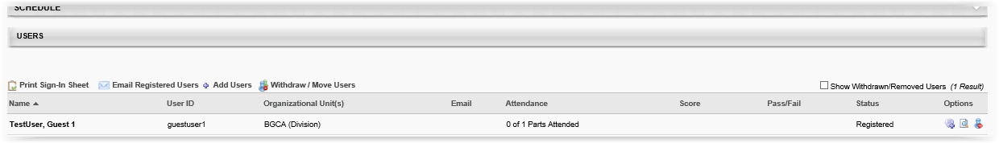 SCHEDULE
USERS
Print Sign-In Sheet Email Registered Users Add Users Withdraw / Move Users Show Withdrawn/Removed Users (1 Result)
Name User ID Organizational Unit(s) Email Attendance Score Pass/Fail Status Options
TestUser, Guest 1 guestuser1 BGCA (Division) 0 of 1 Parts Attended Registered